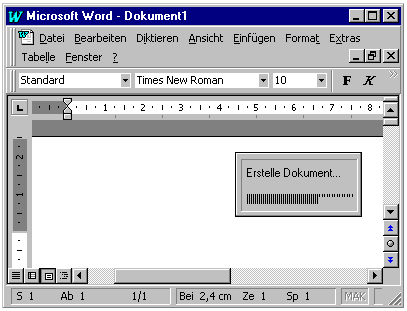 Microsoft Word - Dokument1
Datei Bearbeiten Diktieren Ansicht Einfügen Format Extras
Tabelle Fenster ?
Standard Times New Roman 10 F K
L 1 2 3 4 5 6 7 8
Erstelle Dokument...
2
1
S 1 Ab 1 1/1 Bei 2,4 cm Ze 1 Sp 1 MAK